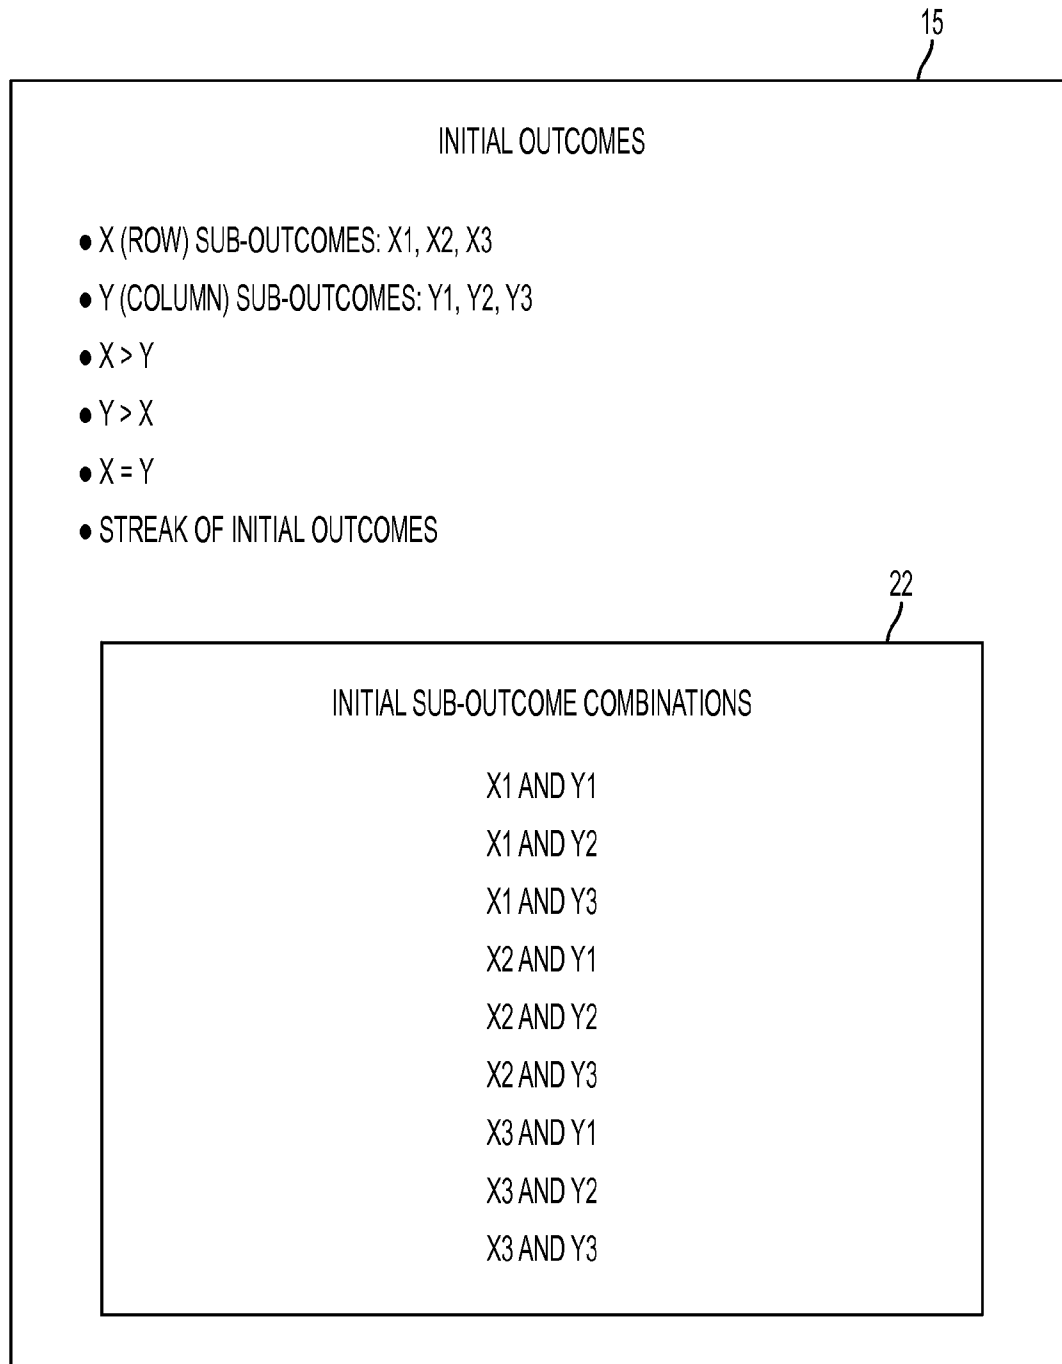 15
INITIAL OUTCOMES
● X (ROW) SUB-OUTCOMES: X1, X2, X3
● Y (COLUMN) SUB-OUTCOMES: Y1, Y2, Y3
● X > Y
● Y > X
● X = Y
● STREAK OF INITIAL OUTCOMES
22
INITIAL SUB-OUTCOME COMBINATIONS
X1 AND Y1
X1 AND Y2
X1 AND Y3
X2 AND Y1
X2 AND Y2
X2 AND Y3
X3 AND Y1
X3 AND Y2
X3 AND Y3